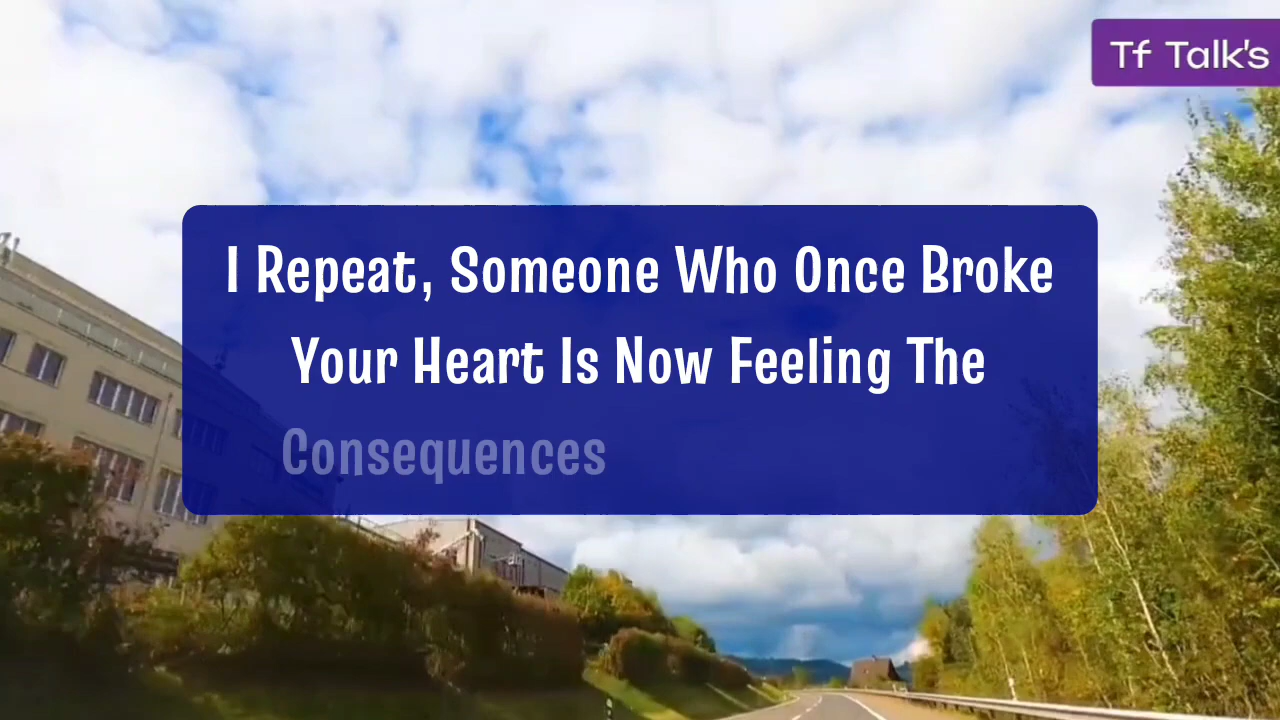 Tf Talk's
I Repeat, Someone Who Once Broke
Your Heart Is Now Feeling The
Consequences